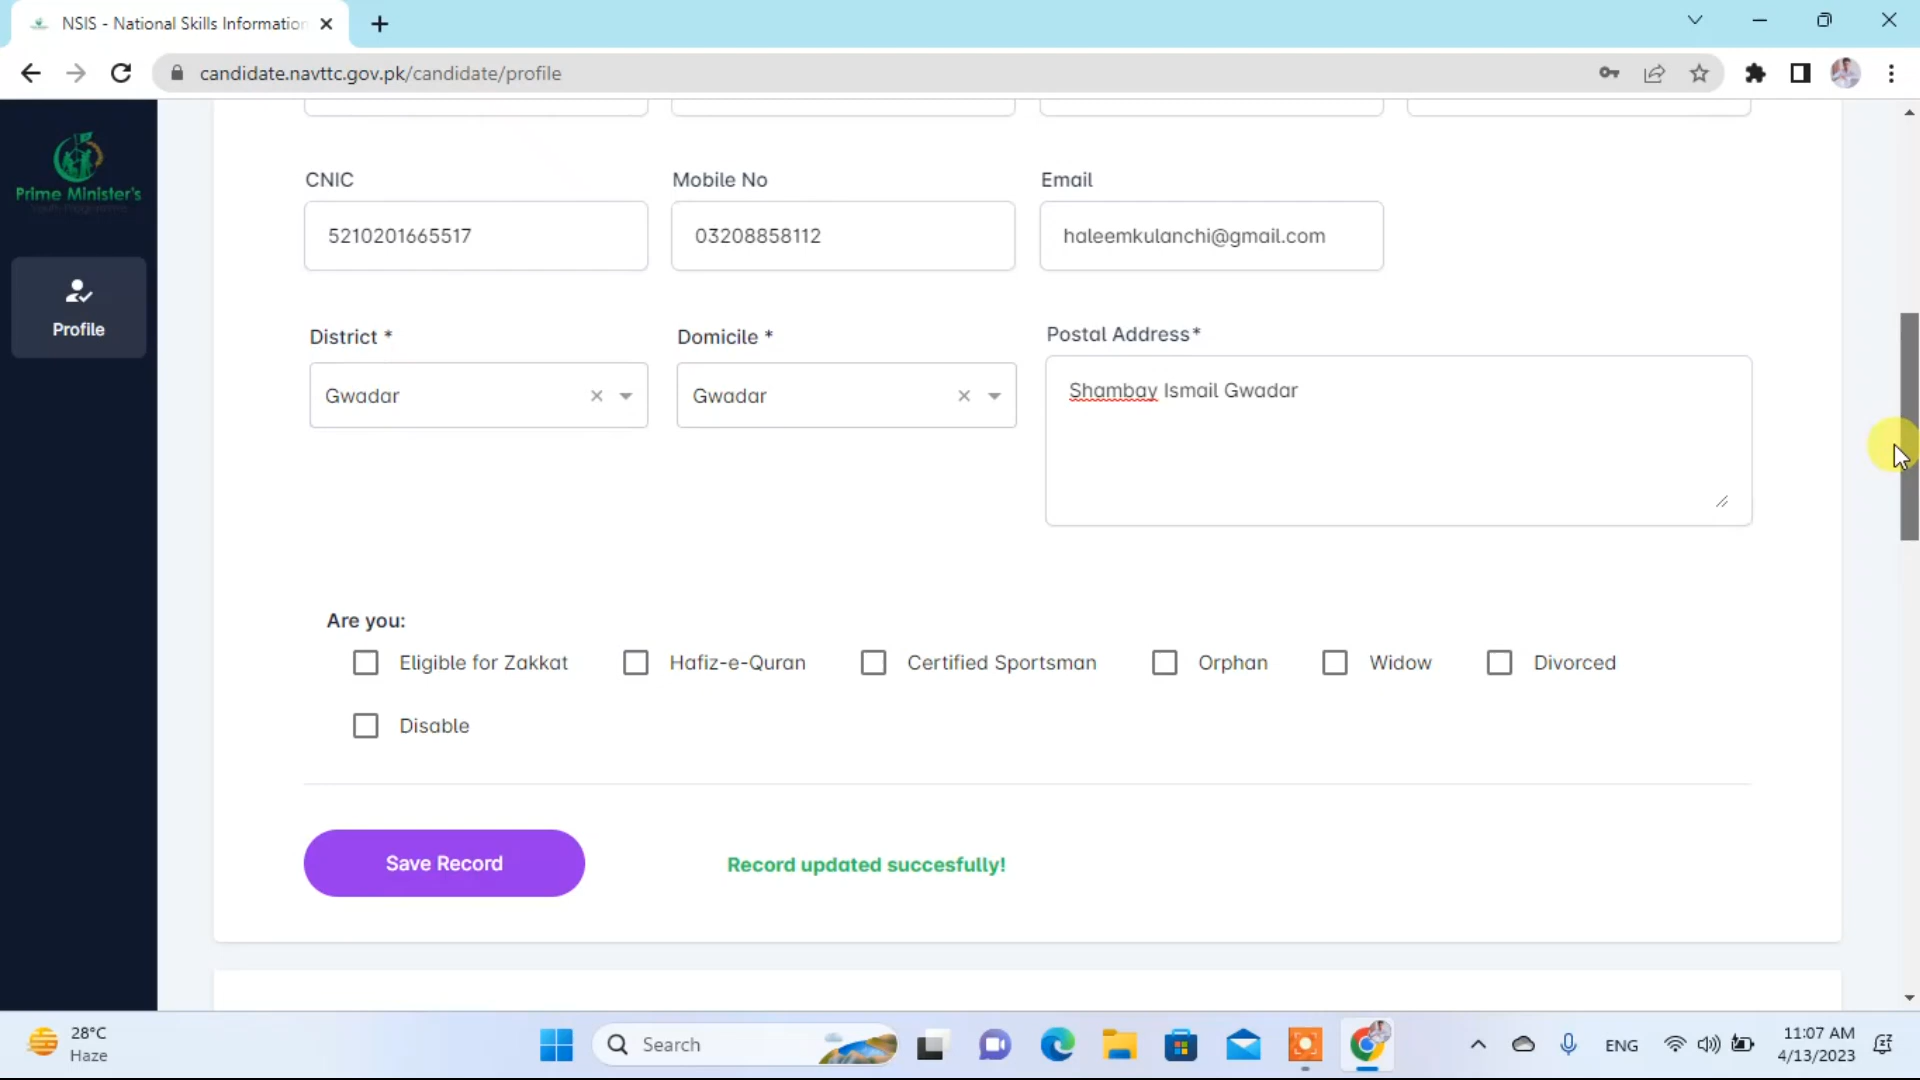 NSIS - National Skills Information
candidate.navttc.gov.pk/candidate/profile
Prime Minister's
Profile
CNIC
Mobile No
Email
5210201665517
03208858112
haleemkulanchi@gmail.com
District *
Domicile *
Postal Address*
Gwadar
Gwadar
Shambay Ismail Gwadar
Are you:
Eligible for Zakkat
Hafiz-e-Quran
Certified Sportsman
Orphan
Widow
Divorced
Disable
Save Record
Record updated succesfully!
28°C
Haze
Search
ENG
11:07 AM
4/13/2023